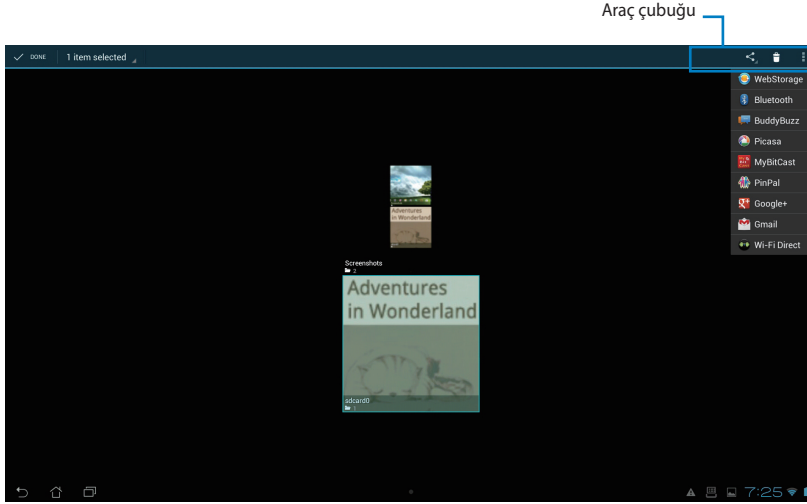 Araç çubuğu
DONE
1 item selected
WebStorage
Bluetooth
BuddyBuzz
Picasa
MyBitCast
PinPal
Google+
Gmail
Wi-Fi Direct
Adventures
in Wonderland
Screenshots
2
Adventures
in Wonderland
sdcard0
1
7:25